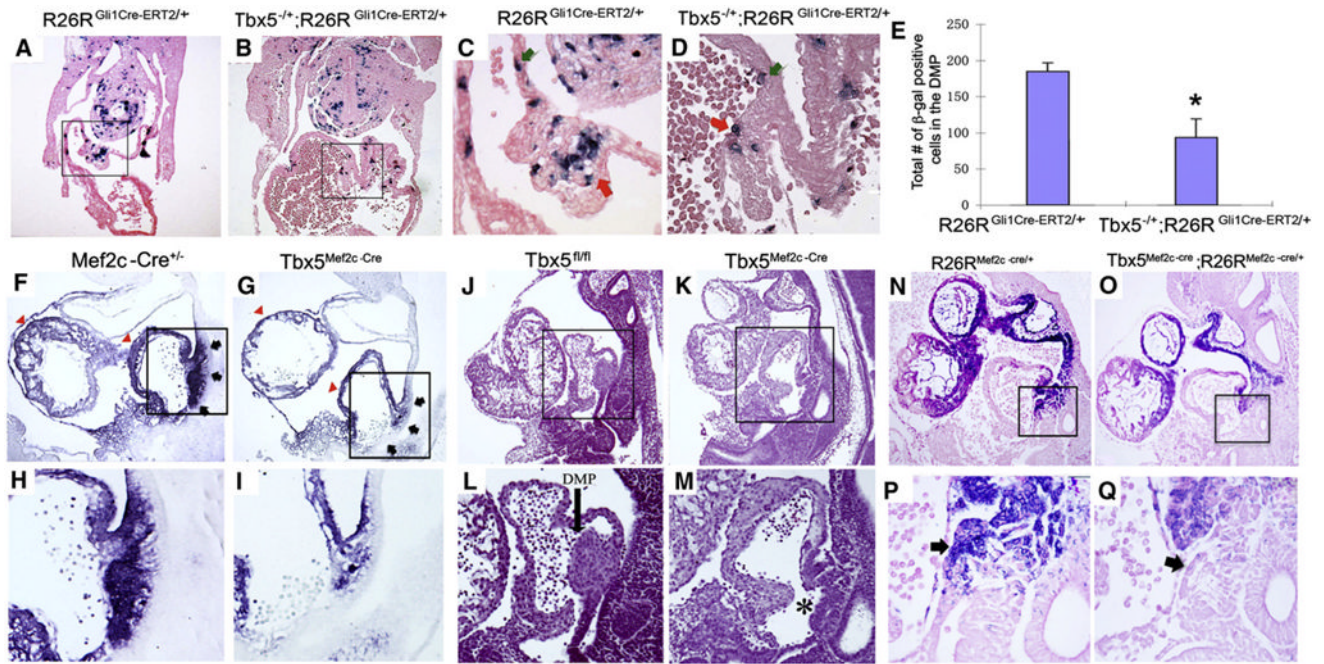 R26R Gli1Cre-ERT2/+
Tbx5-/+;R26R Gli1Cre-ERT2/+
R26R Gli1Cre-ERT2/+
Tbx5-/+;R26R Gli1Cre-ERT2/+
A
B
C
D
E
Total # of β-gal positive
cells in the DMP
250
200
150
100
50
0
*
R26R Gli1Cre-ERT2/+
Tbx5-/+;R26R Gli1Cre-ERT2/+
Mef2c-Cre+/-
Tbx5Mef2c-Cre
Tbx5fl/fl
Tbx5Mef2c-Cre
R26RMef2c-cre/+
Tbx5Mef2c-cre;R26RMef2c-cre/+
F
G
J
K
N
O
H
I
L
DMP
M
*
P
Q